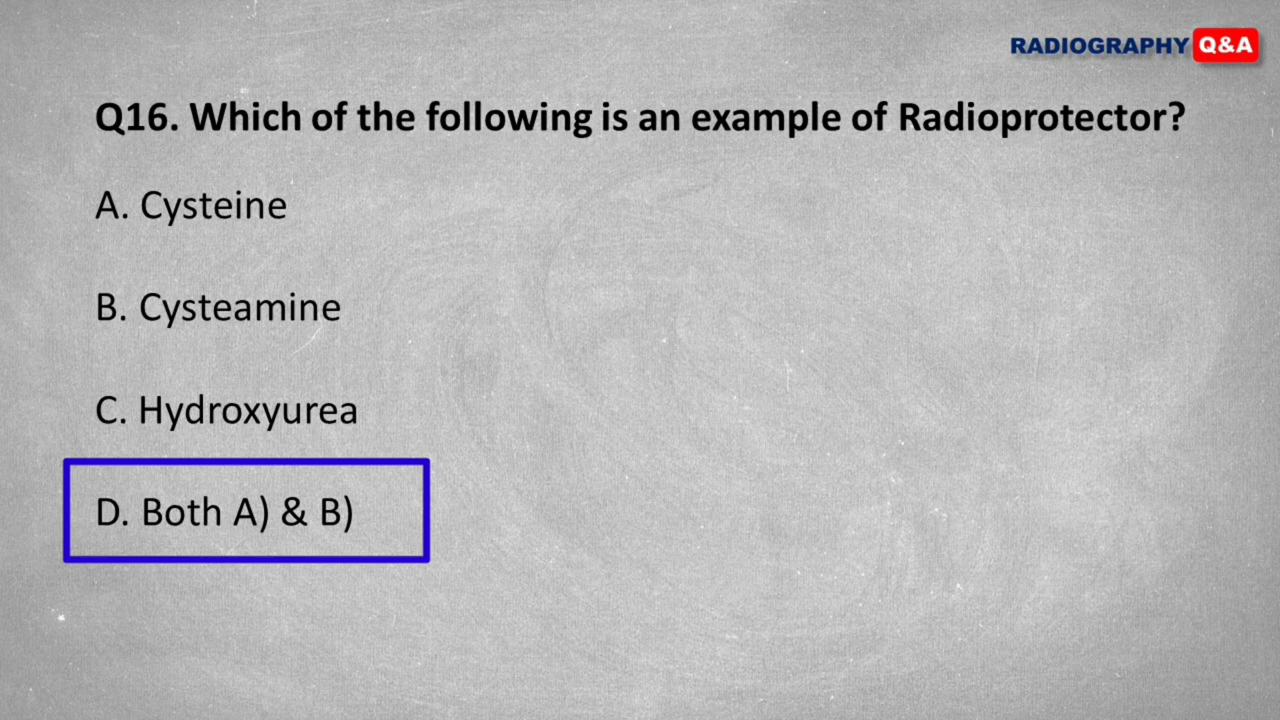 RADIOGRAPHY Q&A
Q16. Which of the following is an example of Radioprotector?
A. Cysteine
B. Cysteamine
C. Hydroxyurea
D. Both A) & B)